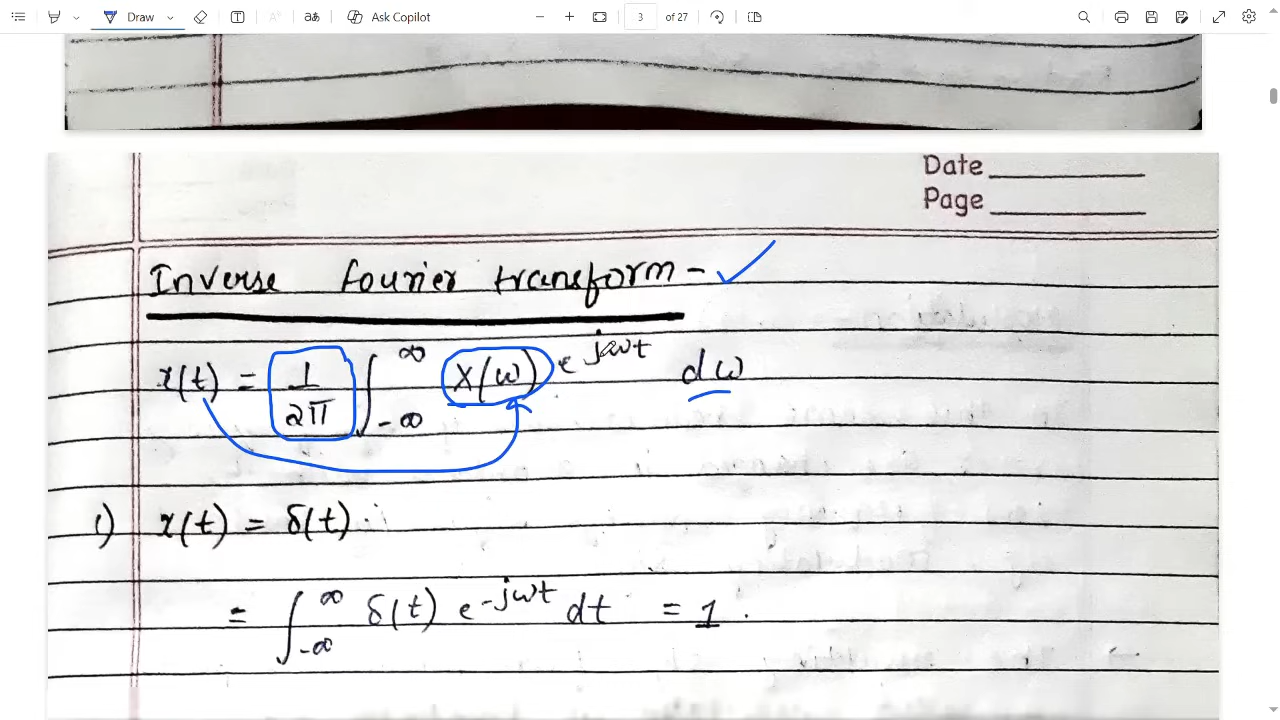 Draw Ask Copilot 3 of 27
Date
Page
Inverse fourier transform -
x(t) = 1/2π ∫_{-∞}^{∞} X(ω) e^{jωt} dω
1) x(t) = δ(t).
= ∫_{-∞}^{∞} δ(t) e^{-jωt} dt = 1.